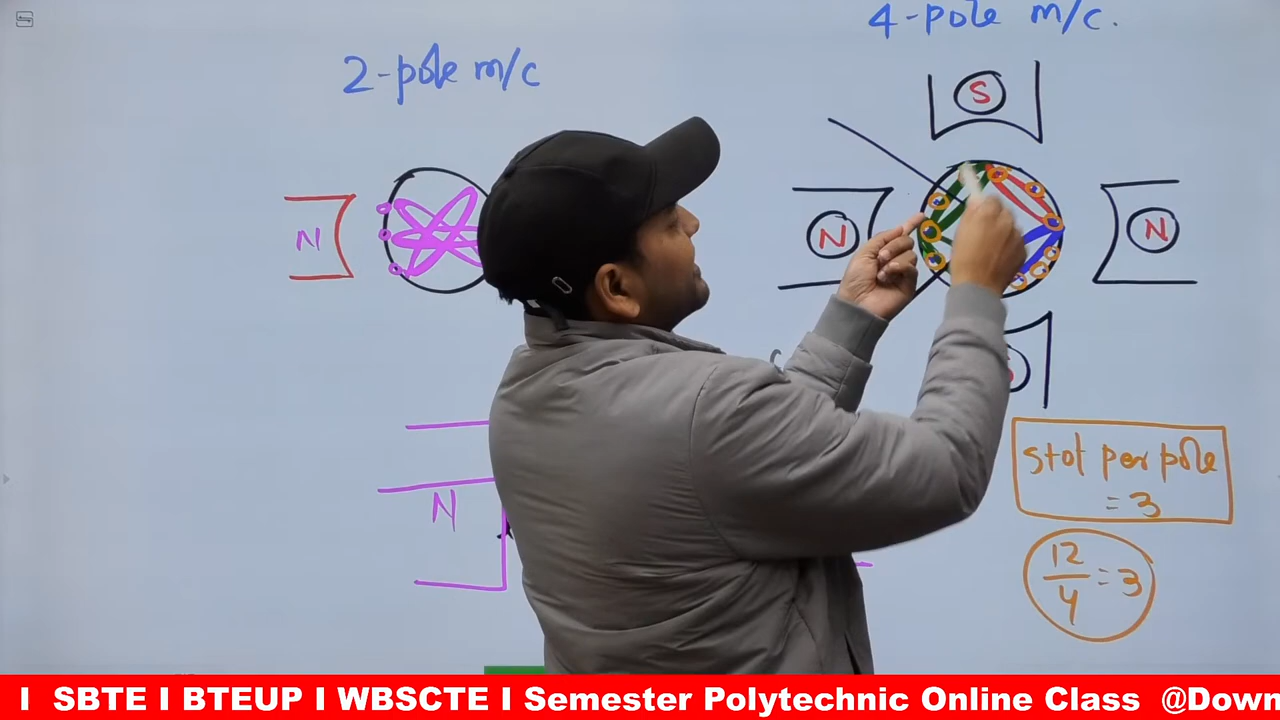 4-pole m/c.
2-pole m/c
S
N
N
N
slot per pole
= 3
N
12/4 = 3
I SBTE I BTEUP I WBSCTE I Semester Polytechnic Online Class @Down